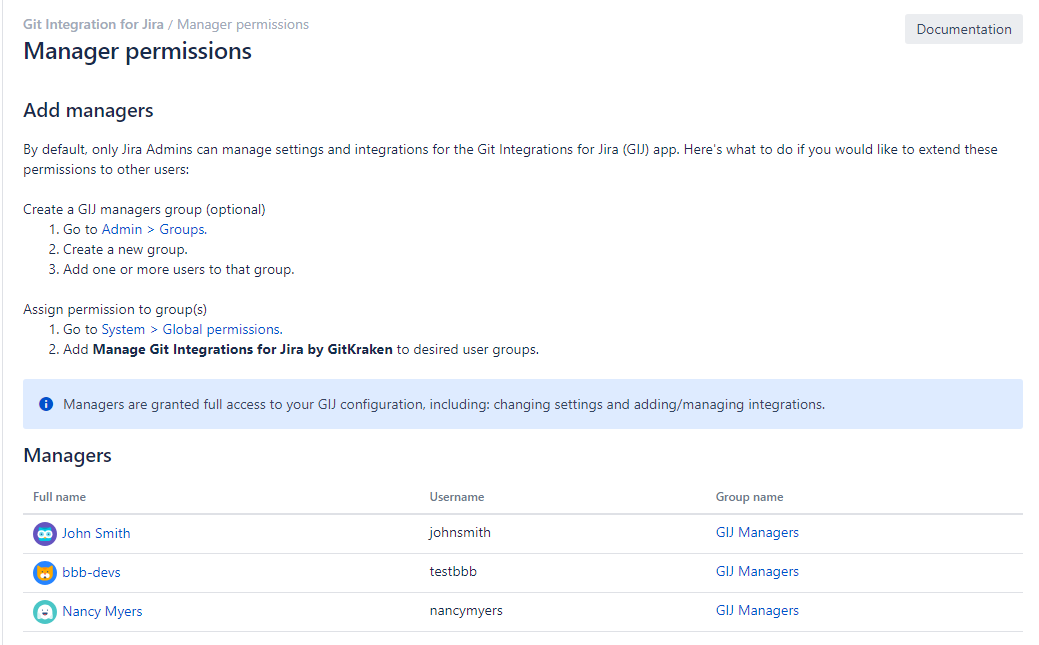 Git Integration for Jira / Manager permissions
Documentation
Manager permissions
Add managers
By default, only Jira Admins can manage settings and integrations for the Git Integrations for Jira (GIJ) app. Here's what to do if you would like to extend these
permissions to other users:
Create a GIJ managers group (optional)
1. Go to Admin > Groups.
2. Create a new group.
3. Add one or more users to that group.
Assign permission to group(s)
1. Go to System > Global permissions.
2. Add Manage Git Integrations for Jira by GitKraken to desired user groups.
Managers are granted full access to your GIJ configuration, including: changing settings and adding/managing integrations.
Managers
Full name Username Group name
John Smith johnsmith GIJ Managers
bbb-devs testbbb GIJ Managers
Nancy Myers nancymyers GIJ Managers